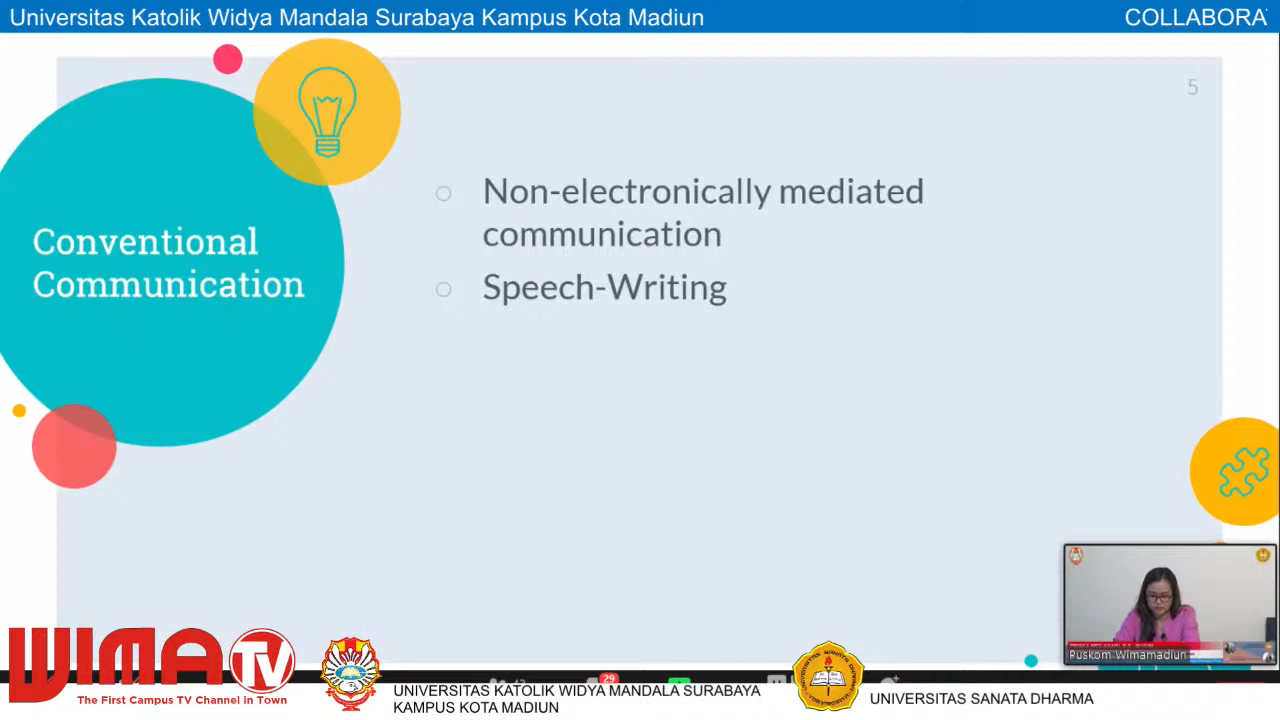 Universitas Katolik Widya Mandala Surabaya Kampus Kota Madiun
COLLABORA
5
Conventional
Communication
Non-electronically mediated
communication
Speech-Writing
Puskom Wimamadiun
WIMA TV
The First Campus TV Channel in Town
29
UNIVERSITAS KATOLIK WIDYA MANDALA SURABAYA
KAMPUS KOTA MADIUN
UNIVERSITAS SANATA DHARMA